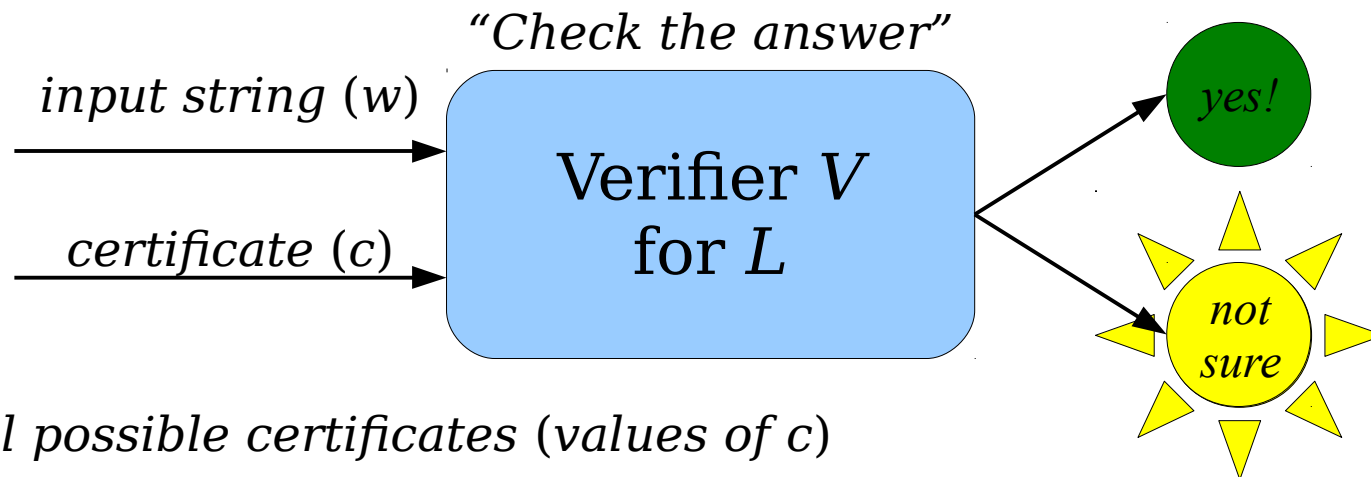 “Check the answer”
input string (w)
certificate (c)
Verifier V
for L
yes!
not
sure
possible certificates (values of c)